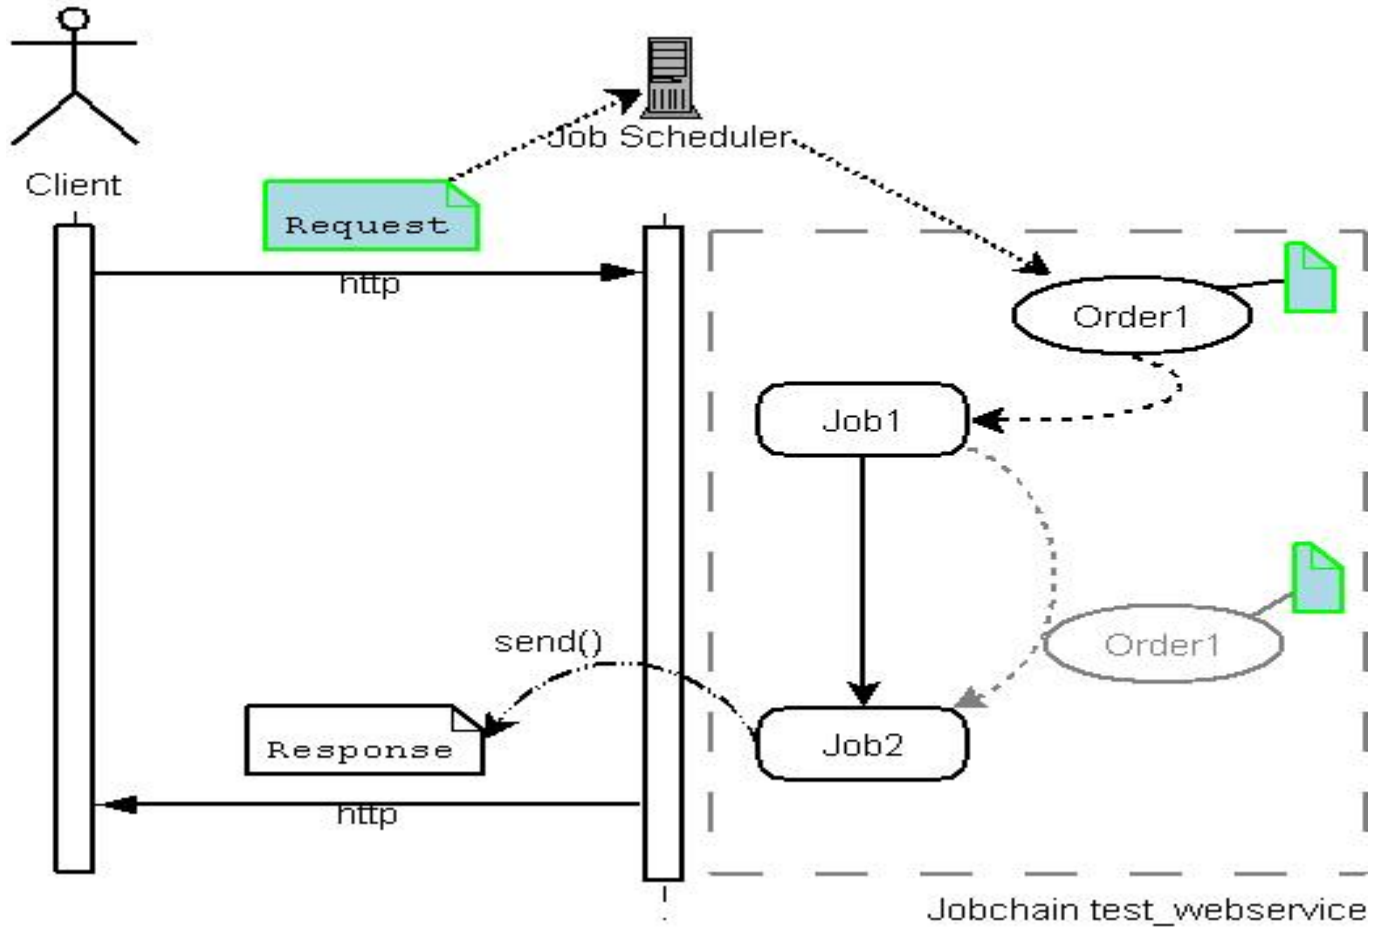 Job Scheduler
Client
Request
http
Order1
Job1
send()
Order1
Response
Job2
http
Jobchain test_webservice